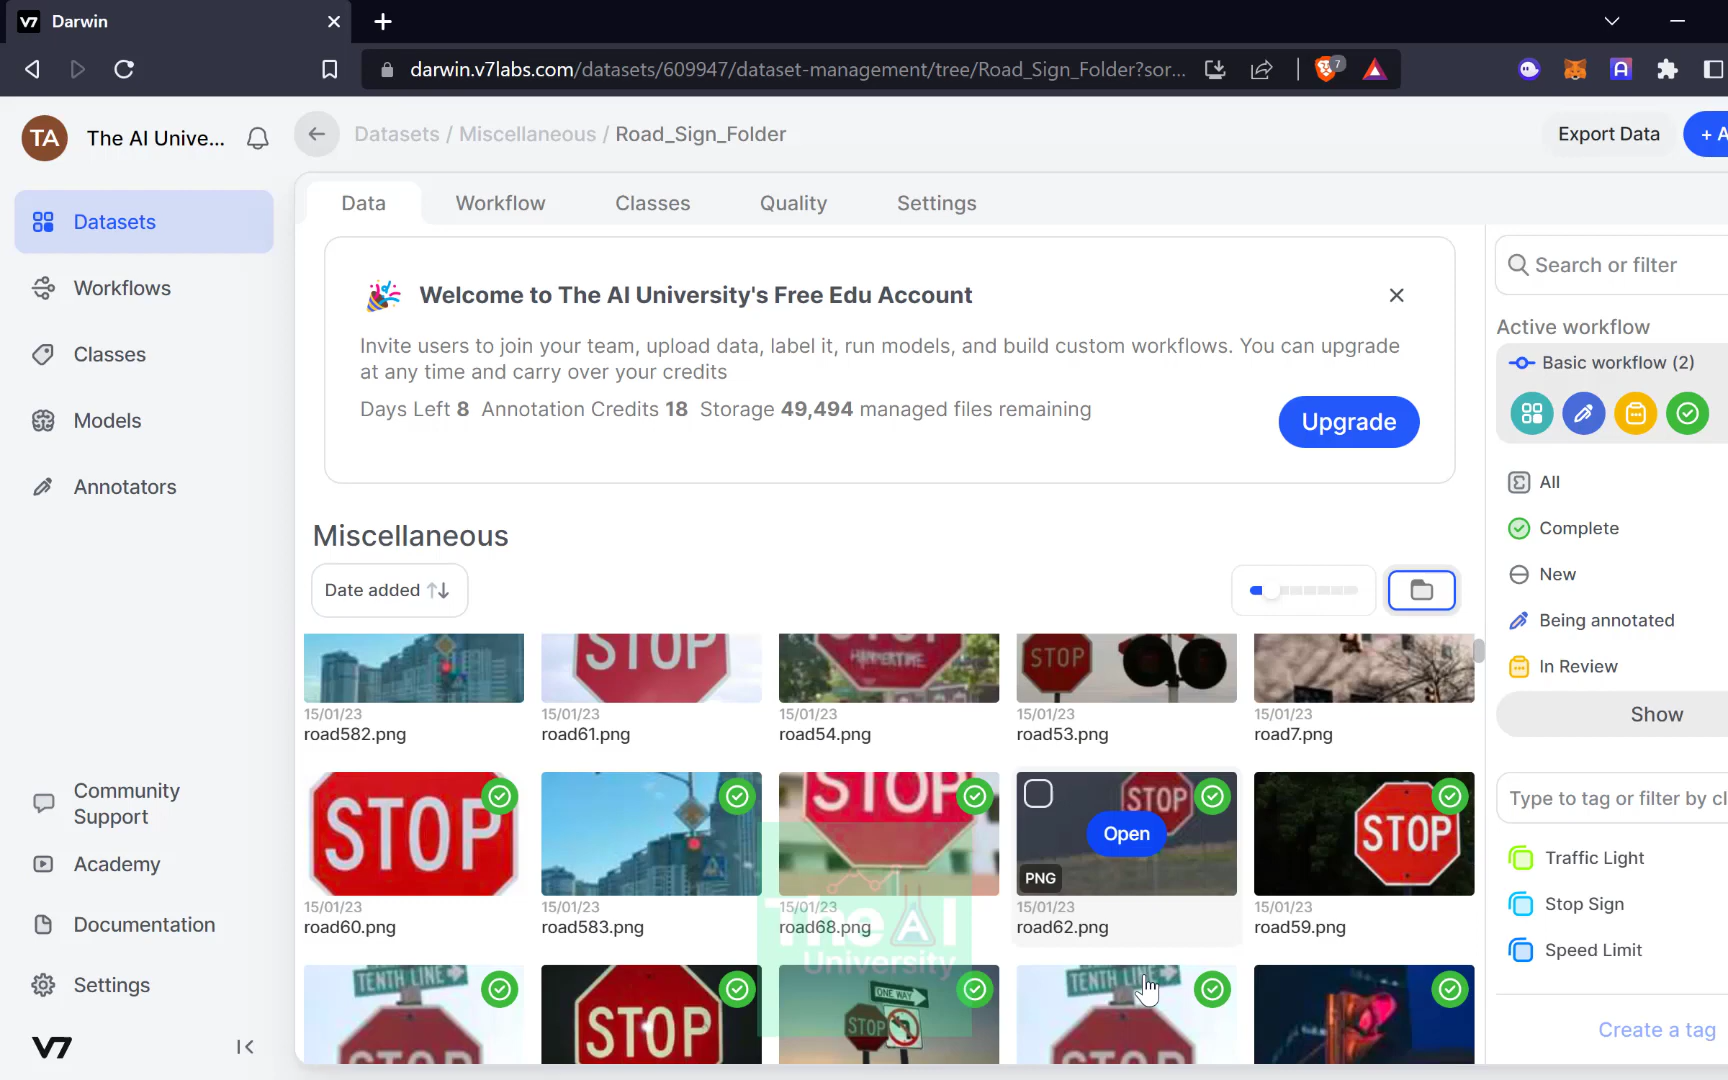 V7 Darwin
darwin.v7labs.com/datasets/609947/dataset-management/tree/Road_Sign_Folder?sor...
7
A
TA The AI Unive...
Datasets / Miscellaneous / Road_Sign_Folder
Export Data
+ A
Datasets
Workflows
Classes
Models
Annotators
Community
Support
Academy
Documentation
Settings
V7
Data Workflow Classes Quality Settings
Welcome to The AI University's Free Edu Account
Invite users to join your team, upload data, label it, run models, and build custom workflows. You can upgrade
at any time and carry over your credits
Days Left 8 Annotation Credits 18 Storage 49,494 managed files remaining
Upgrade
Miscellaneous
Date added
STOP
STOP
HAMMERTIME
STOP
15/01/23 15/01/23 15/01/23 15/01/23 15/01/23
road582.png road61.png road54.png road53.png road7.png
STOP
STOP
STOP
Open
PNG
STOP
15/01/23 15/01/23 15/01/23 15/01/23 15/01/23
road60.png road583.png road68.png road62.png road59.png
The AI
University
TENTH LINE
STOP
STOP
ONE WAY
STOP
TENTH LINE
STOP
Search or filter
Active workflow
Basic workflow (2)
All
Complete
New
Being annotated
In Review
Show
Type to tag or filter by cl
Traffic Light
Stop Sign
Speed Limit
Create a tag